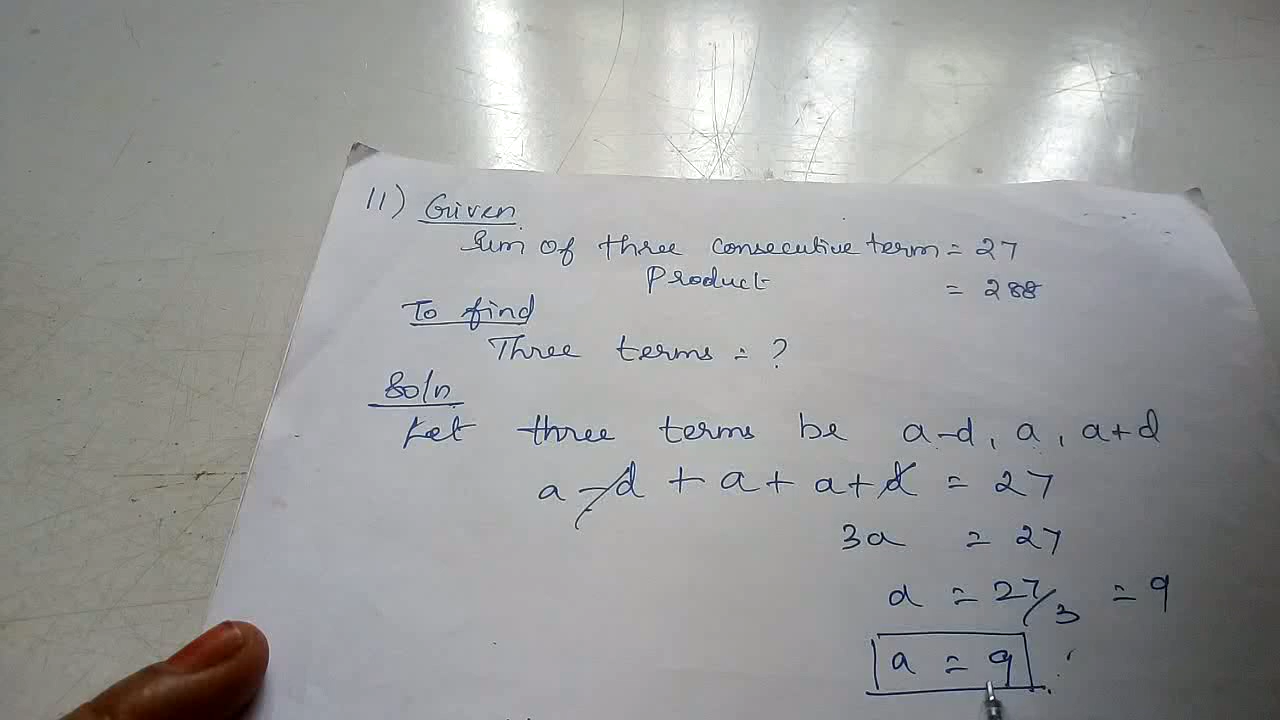 11) Given
Sum of three consecutive term = 27
Product = 288
To find
Three terms = ?
Soln
Let three terms be a-d, a, a+d
a-d + a + a+d = 27
3a = 27
a = 27/3 = 9
a = 9